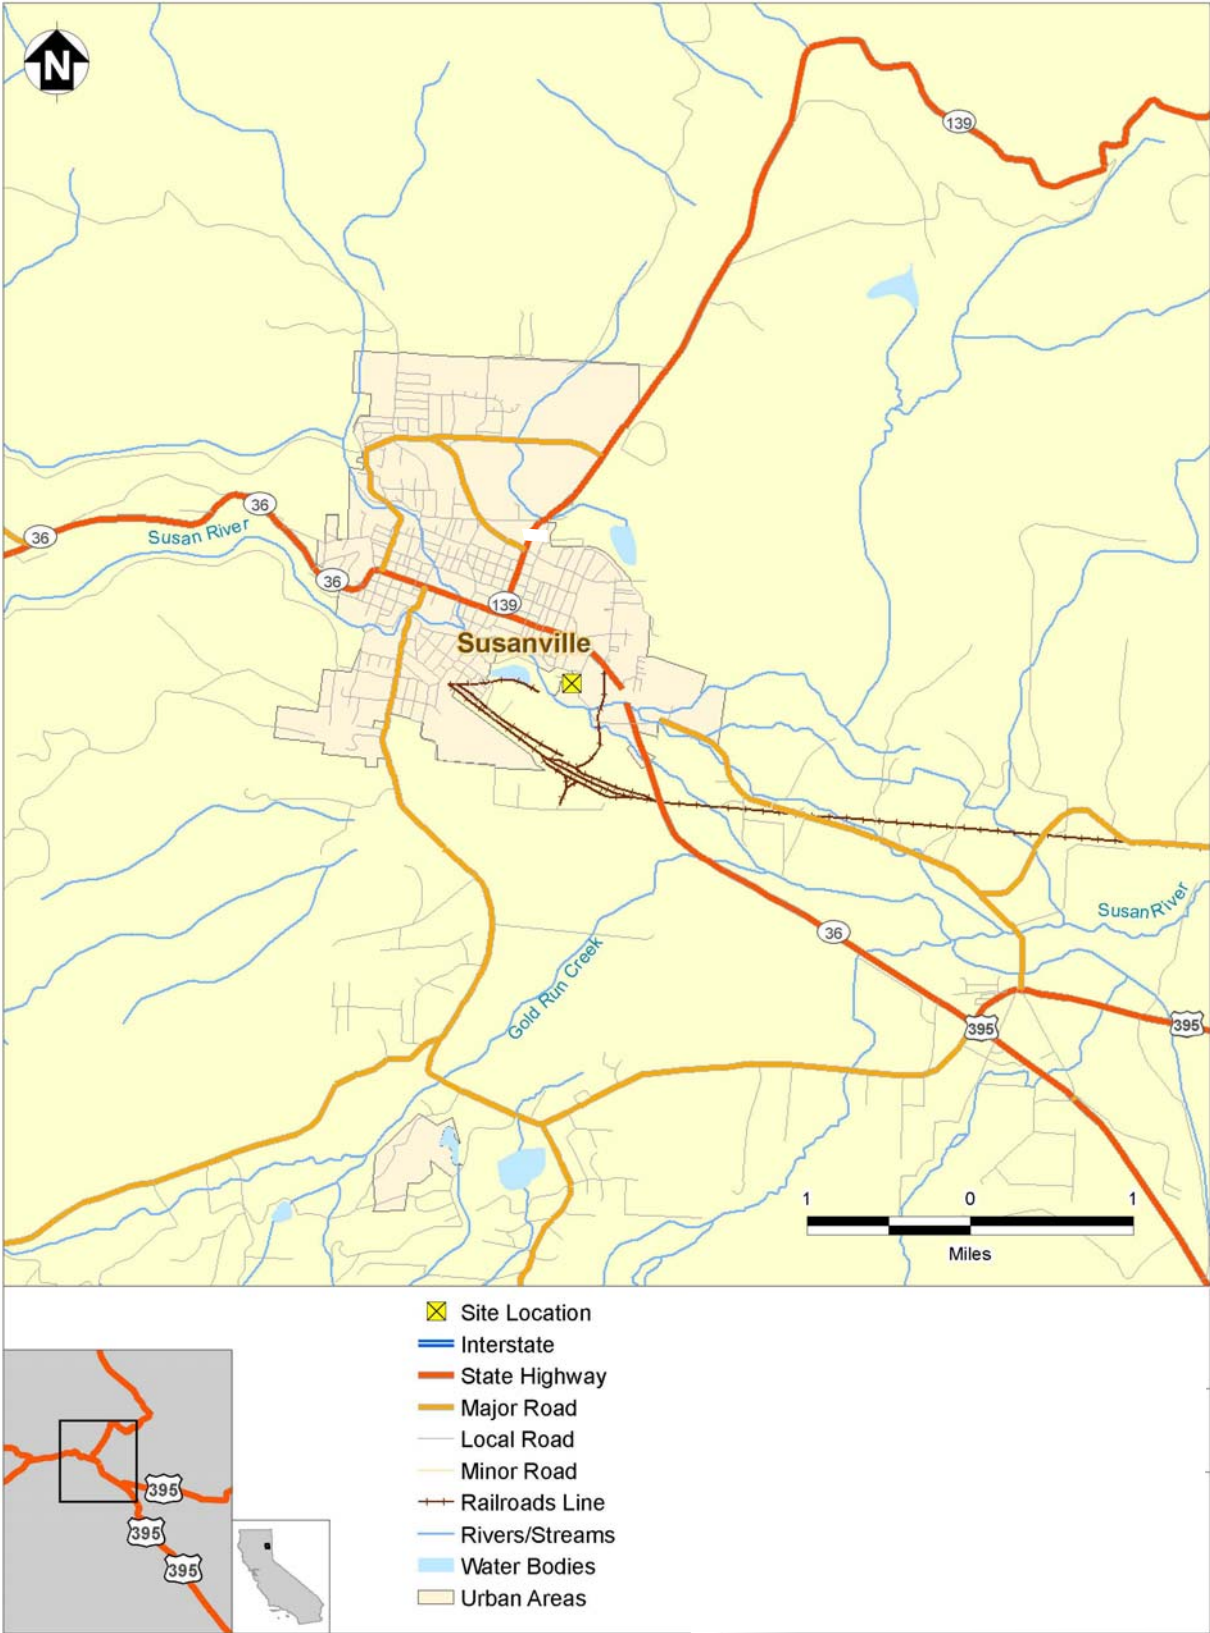 N
139
36
Susan River
36
36
139
Susanville
Susan River
36
Gold Run Creek
395
395
1 0 1
Miles
Site Location
Interstate
State Highway
Major Road
Local Road
Minor Road
Railroads Line
Rivers/Streams
Water Bodies
Urban Areas
395
395
395